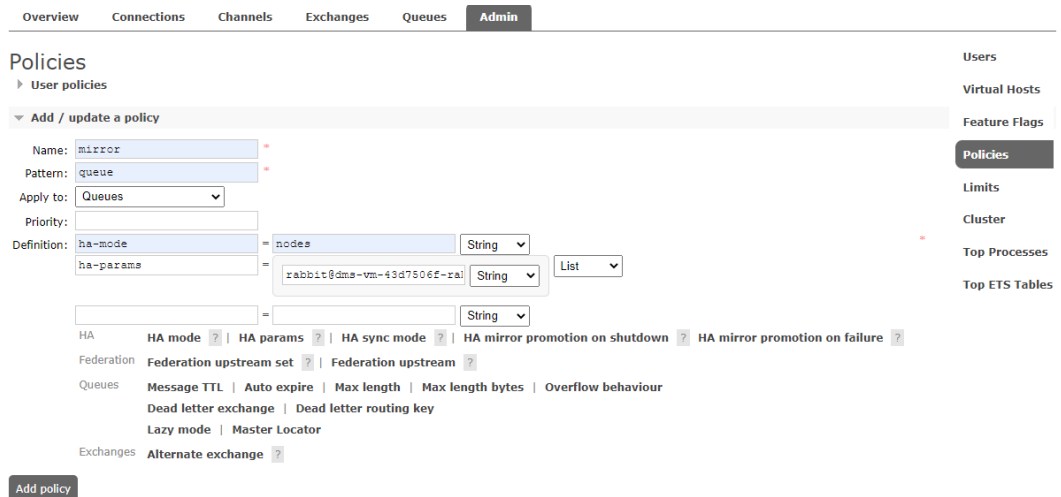 Overview Connections Channels Exchanges Queues Admin
Policies
User policies
Add / update a policy
Name: mirror *
Pattern: queue *
Apply to: Queues
Priority:
Definition: ha-mode = nodes String *
ha-params = rabbit@dms-vm-43d7506f-ra String List
= String
HA HA mode ? | HA params ? | HA sync mode ? | HA mirror promotion on shutdown ? HA mirror promotion on failure ?
Federation Federation upstream set ? | Federation upstream ?
Queues Message TTL | Auto expire | Max length | Max length bytes | Overflow behaviour
Dead letter exchange | Dead letter routing key
Lazy mode | Master Locator
Exchanges Alternate exchange ?
Add policy
Users
Virtual Hosts
Feature Flags
Policies
Limits
Cluster
Top Processes
Top ETS Tables